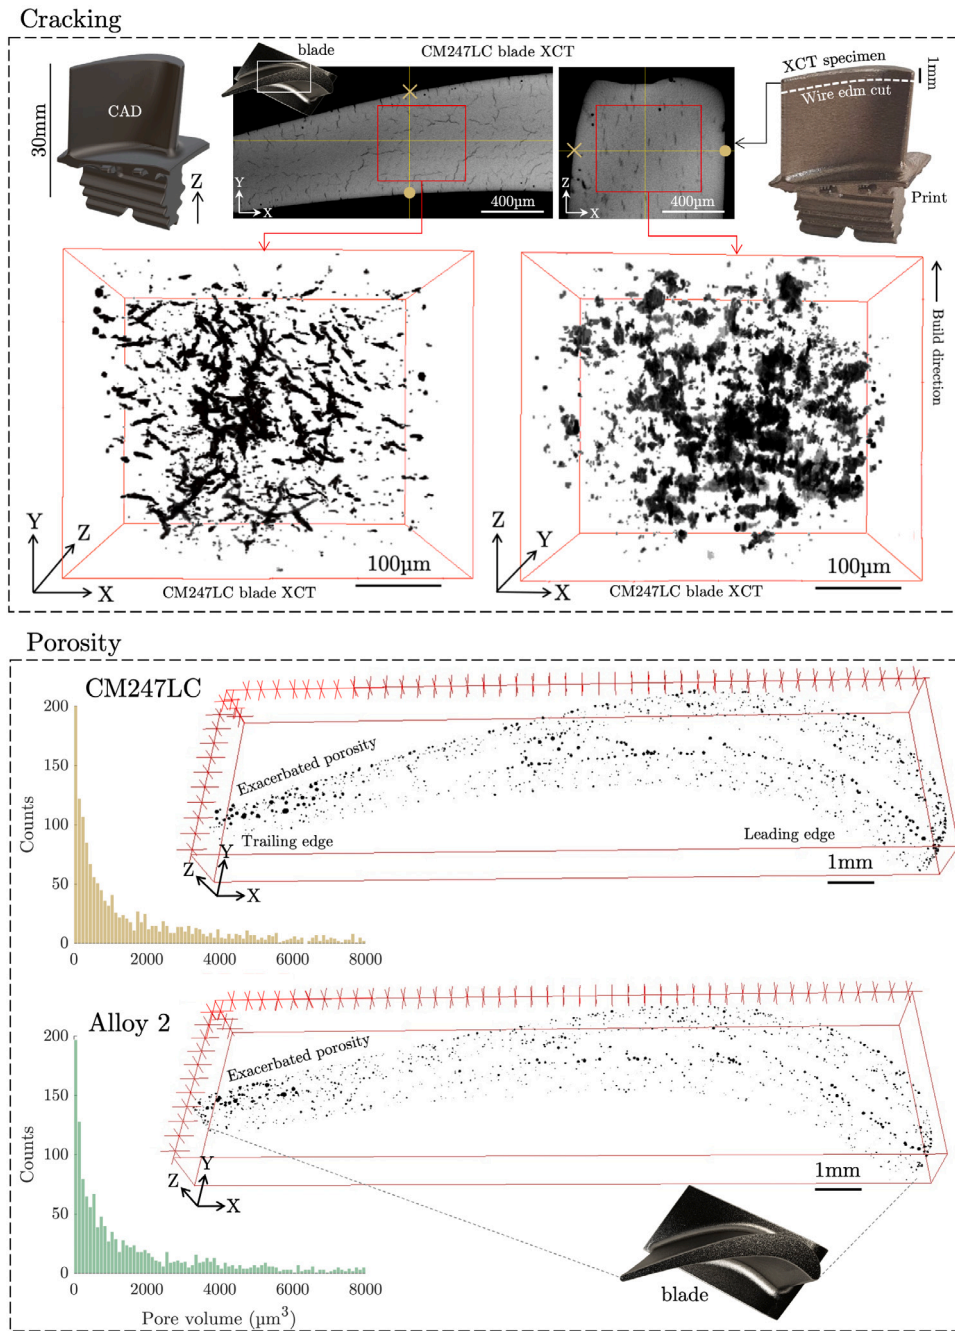 Cracking
blade
CM247LC blade XCT
XCT specimen
1mm
Wire edm cut
CAD
30mm
Z
Y
X
400μm
Z
X
400μm
Print
Build direction
Y
Z
X
100μm
CM247LC blade XCT
Z
Y
X
100μm
CM247LC blade XCT
Porosity
CM247LC
200
150
100
50
0
Counts
0
2000
4000
6000
8000
Exacerbated porosity
Trailing edge
Leading edge
Z
Y
X
1mm
Alloy 2
200
150
100
50
0
Counts
0
2000
4000
6000
8000
Pore volume (μm³)
Exacerbated porosity
Z
Y
X
1mm
blade